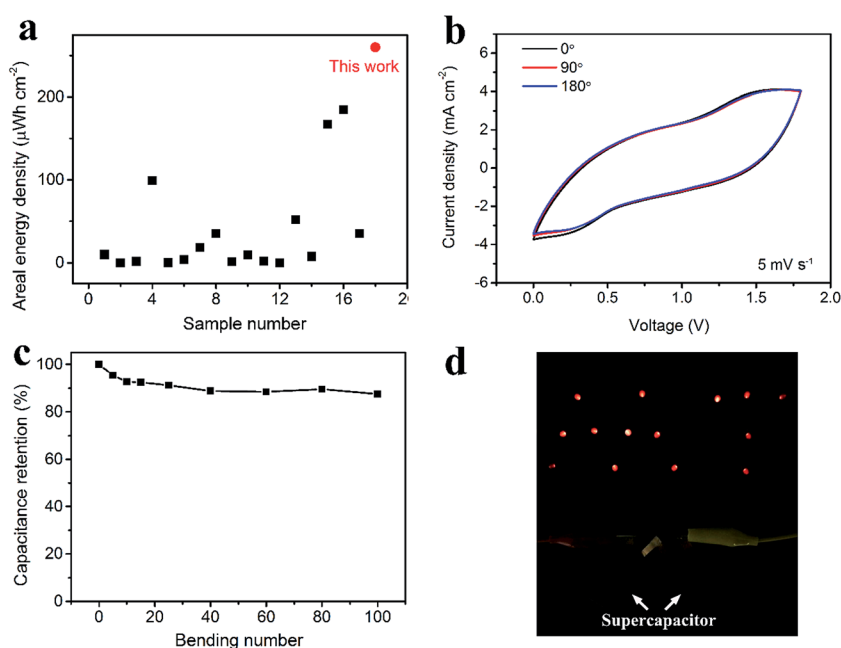 a
Areal energy density (μWh cm⁻²)
200
100
0
This work
0
4
8
12
16
20
Sample number
b
Current density (mA cm⁻²)
6
4
2
0
-2
-4
-6
0°
90°
180°
5 mV s⁻¹
0.0
0.5
1.0
1.5
2.0
Voltage (V)
c
Capacitance retention (%)
100
80
60
40
20
0
0
20
40
60
80
100
Bending number
d
Supercapacitor